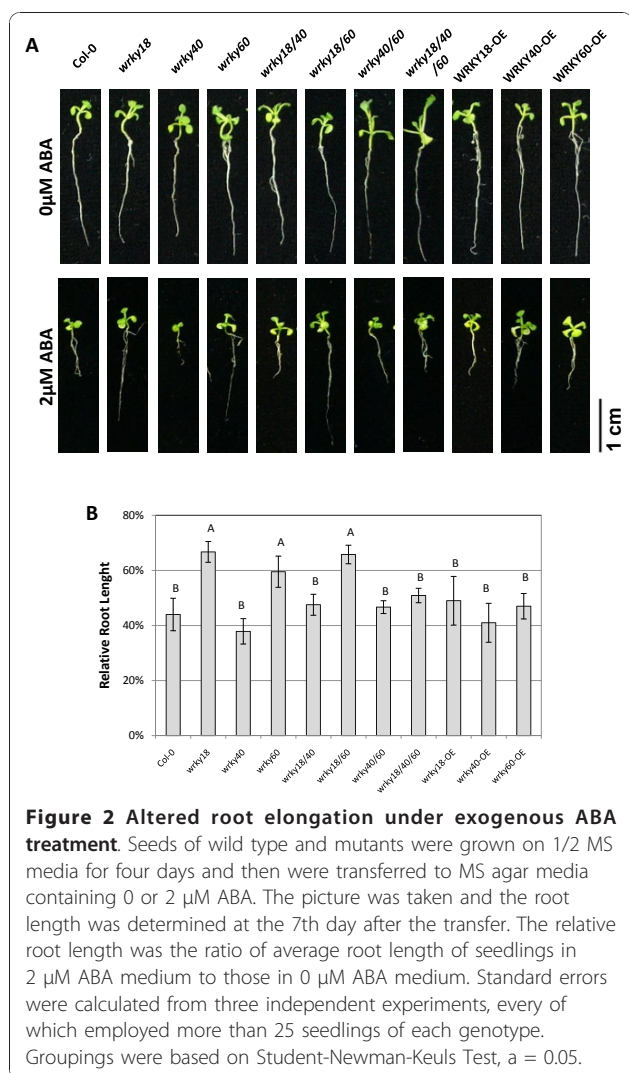 A
Col-0
wrky18
wrky40
wrky60
wrky18/40
wrky18/60
wrky40/60
wrky18/40
/60
WRKY18-OE
WRKY40-OE
WRKY60-OE
0μM ABA
2μM ABA
1 cm
B
80%
60%
40%
20%
0%
Relative Root Lenght
B
A
B
A
B
A
B
B
B
B
B
Col-0
wrky18
wrky40
wrky60
wrky18/40
wrky18/60
wrky40/60
wrky18/40/60
wrky18-OE
wrky40-OE
wrky60-OE
Figure 2 Altered root elongation under exogenous ABA
treatment. Seeds of wild type and mutants were grown on 1/2 MS
media for four days and then were transferred to MS agar media
containing 0 or 2 μM ABA. The picture was taken and the root
length was determined at the 7th day after the transfer. The relative
root length was the ratio of average root length of seedlings in
2 μM ABA medium to those in 0 μM ABA medium. Standard errors
were calculated from three independent experiments, every of
which employed more than 25 seedlings of each genotype.
Groupings were based on Student-Newman-Keuls Test, a = 0.05.